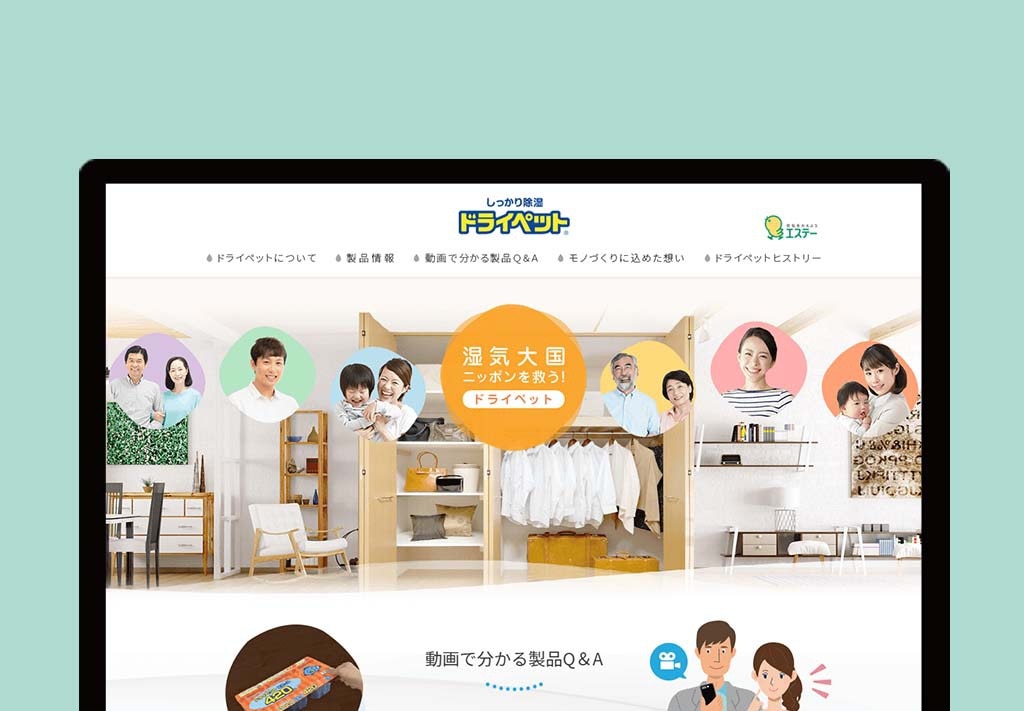 しっかり除湿
ドライペット
エステー
ドライペットについて
製品情報
動画で分かる製品Q&A
モノづくりに込めた想い
ドライペットヒストリー
湿気大国
ニッポンを救う!
ドライペット
動画で分かる製品Q&A
420